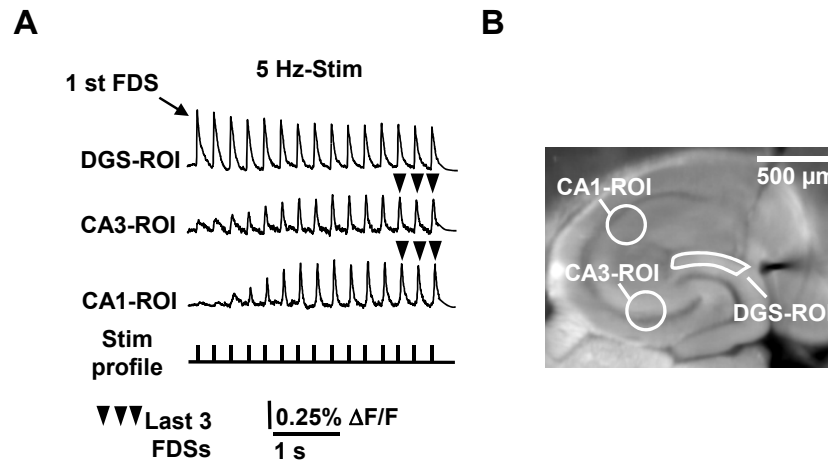 A
5 Hz-Stim
1 st FDS
DGS-ROI
CA3-ROI
CA1-ROI
Stim
profile
Last 3
FDSs
0.25% ΔF/F
1 s
B
500 µm
CA1-ROI
CA3-ROI
DGS-RO